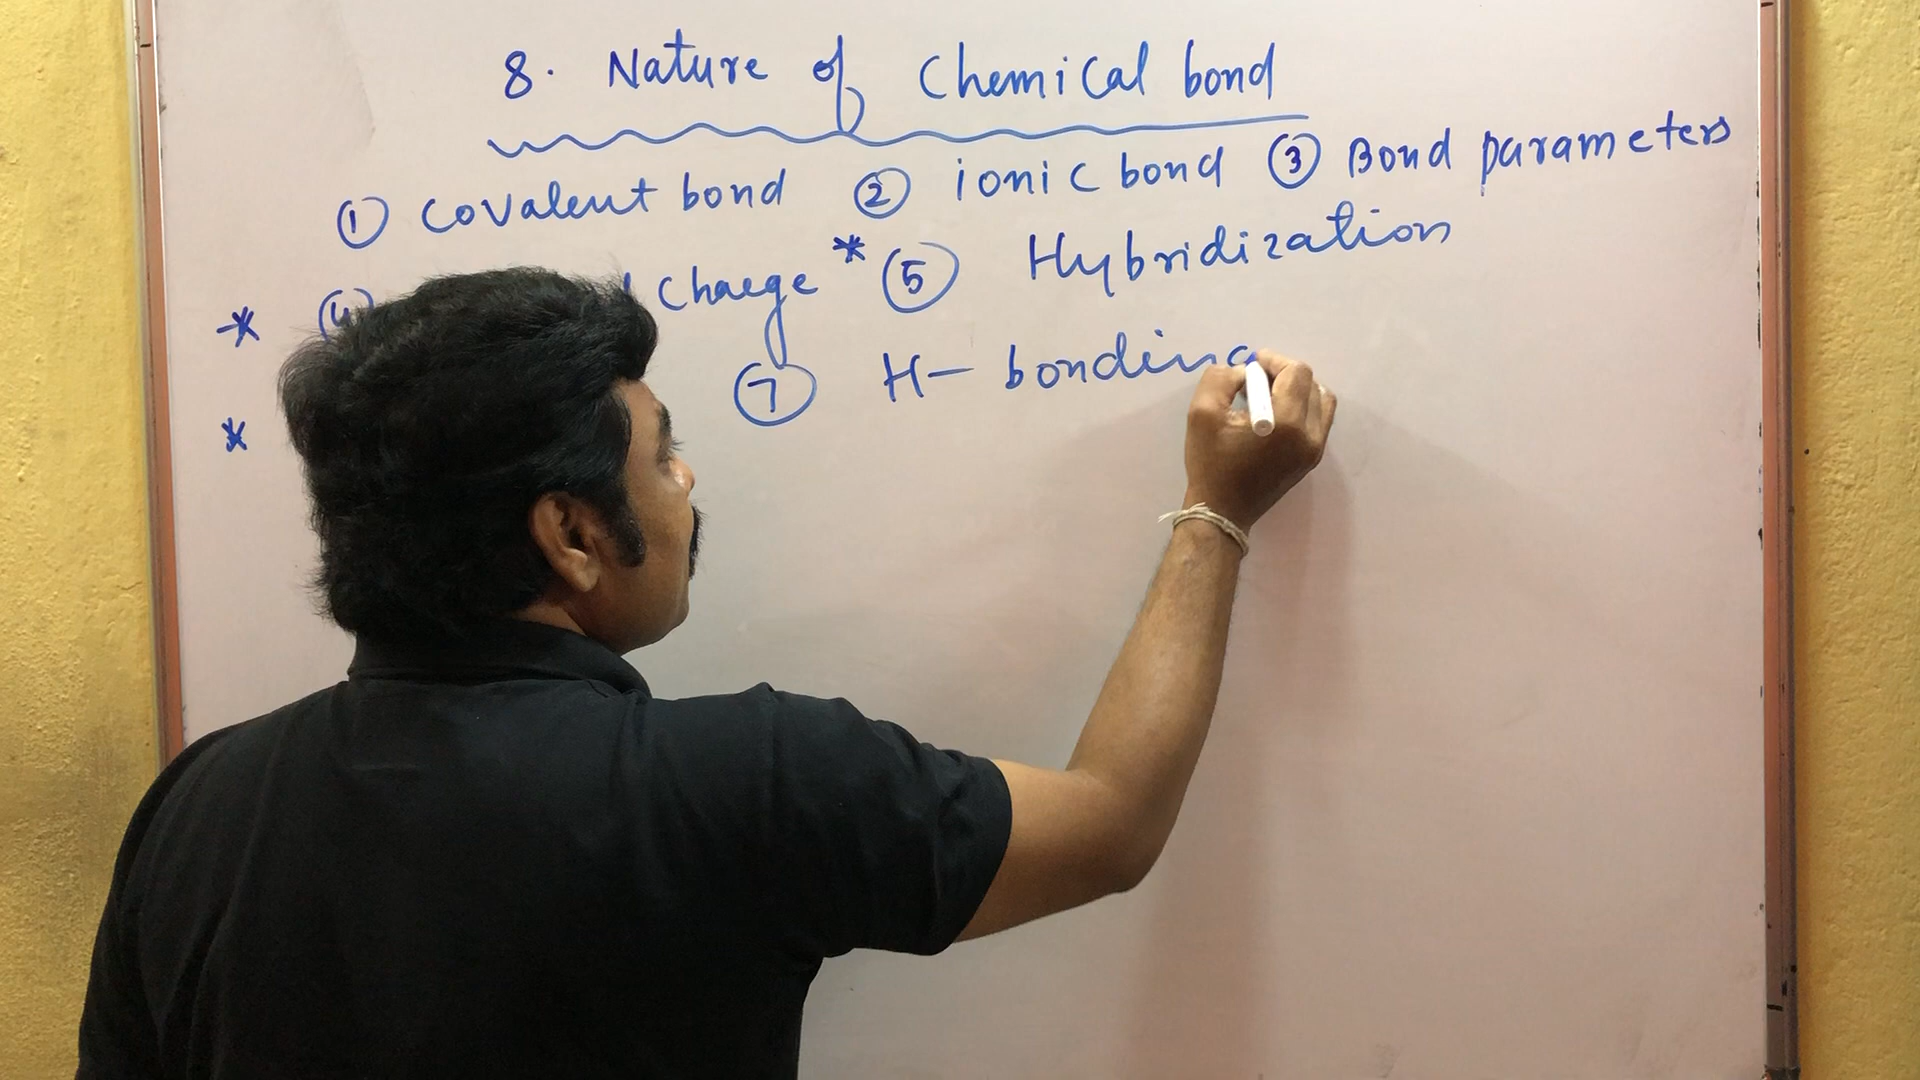 8. Nature of Chemical bond
① Covalent bond ② ionic bond ③ Bond parameters
* ④ Chaege * ⑤ Hybridization
* ⑦ H- bonding